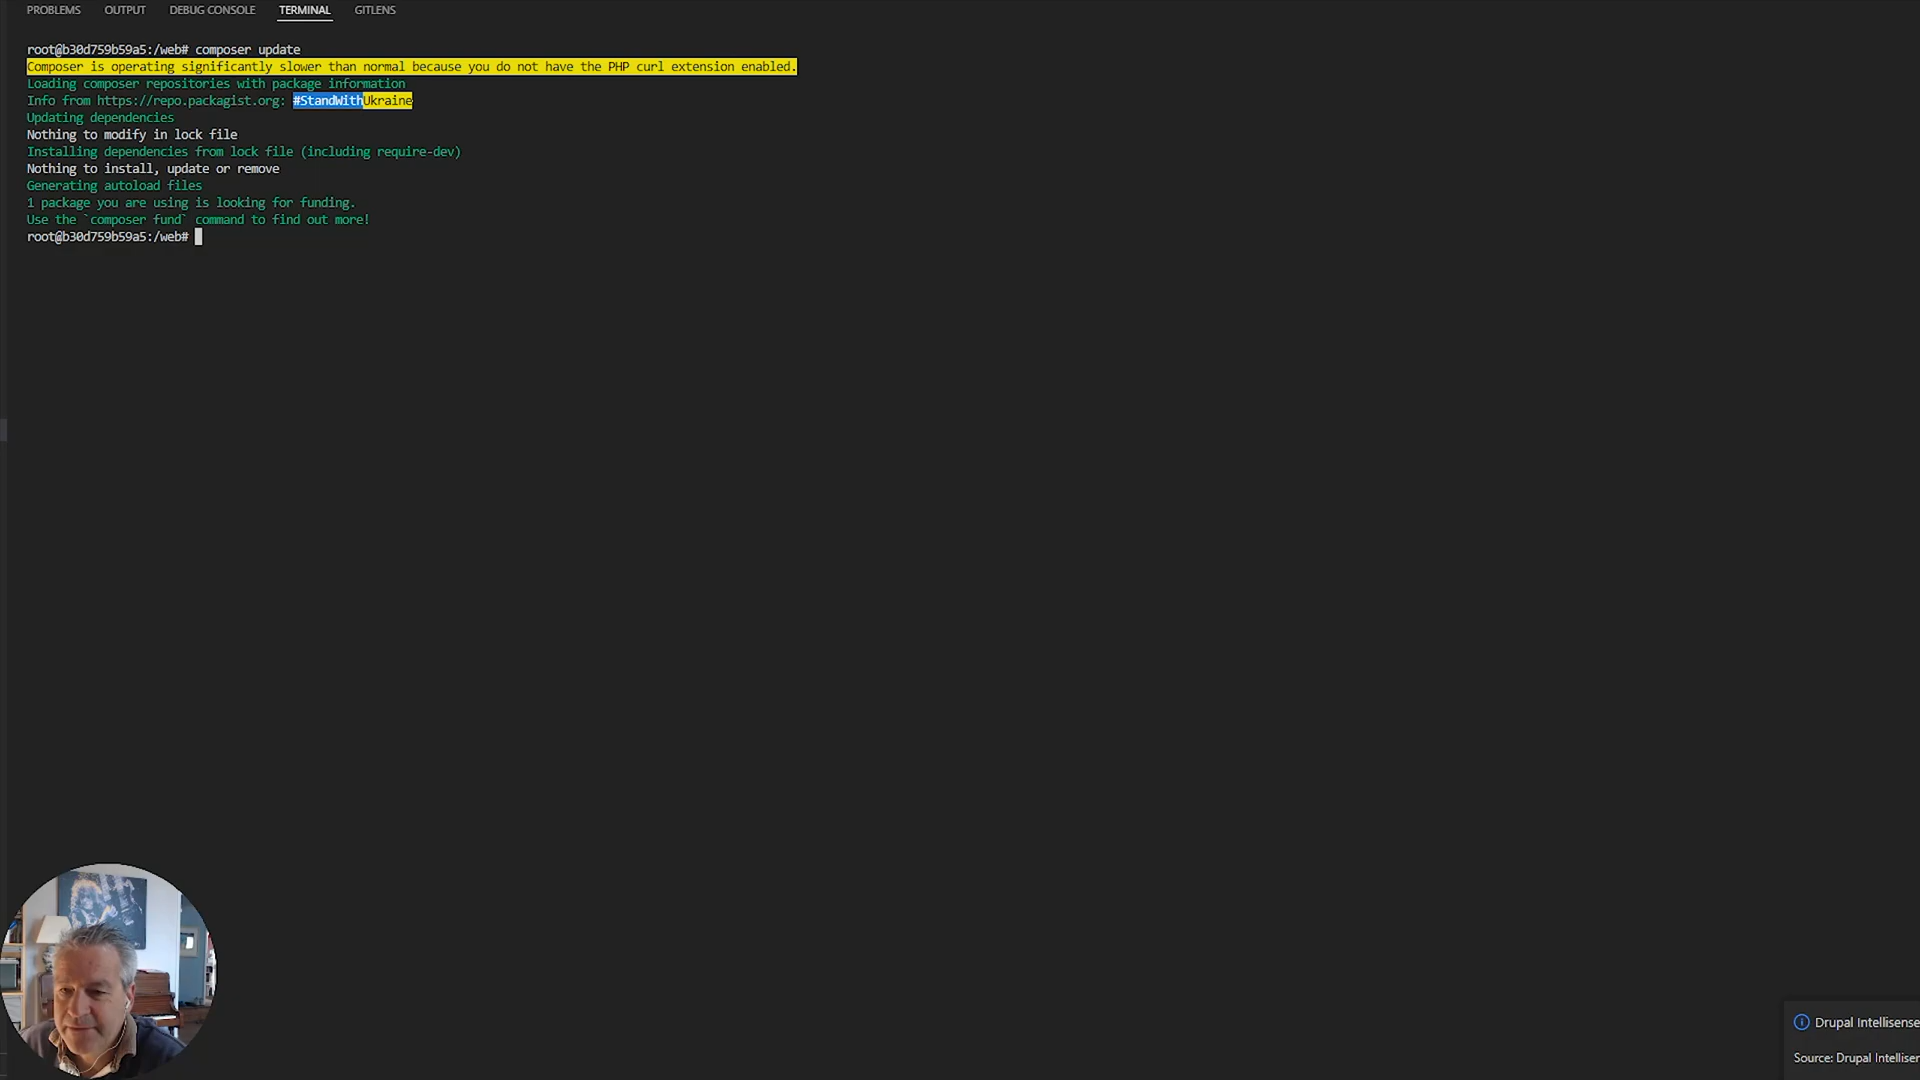 PROBLEMS OUTPUT DEBUG CONSOLE TERMINAL GITLENS
root@b30d759b59a5:/web# composer update
Composer is operating significantly slower than normal because you do not have the PHP curl extension enabled.
Loading composer repositories with package information
Info from https://repo.packagist.org: #StandWithUkraine
Updating dependencies
Nothing to modify in lock file
Installing dependencies from lock file (including require-dev)
Nothing to install, update or remove
Generating autoload files
1 package you are using is looking for funding.
Use the `composer fund` command to find out more!
root@b30d759b59a5:/web#
Drupal Intellisense
Source: Drupal Intelliser